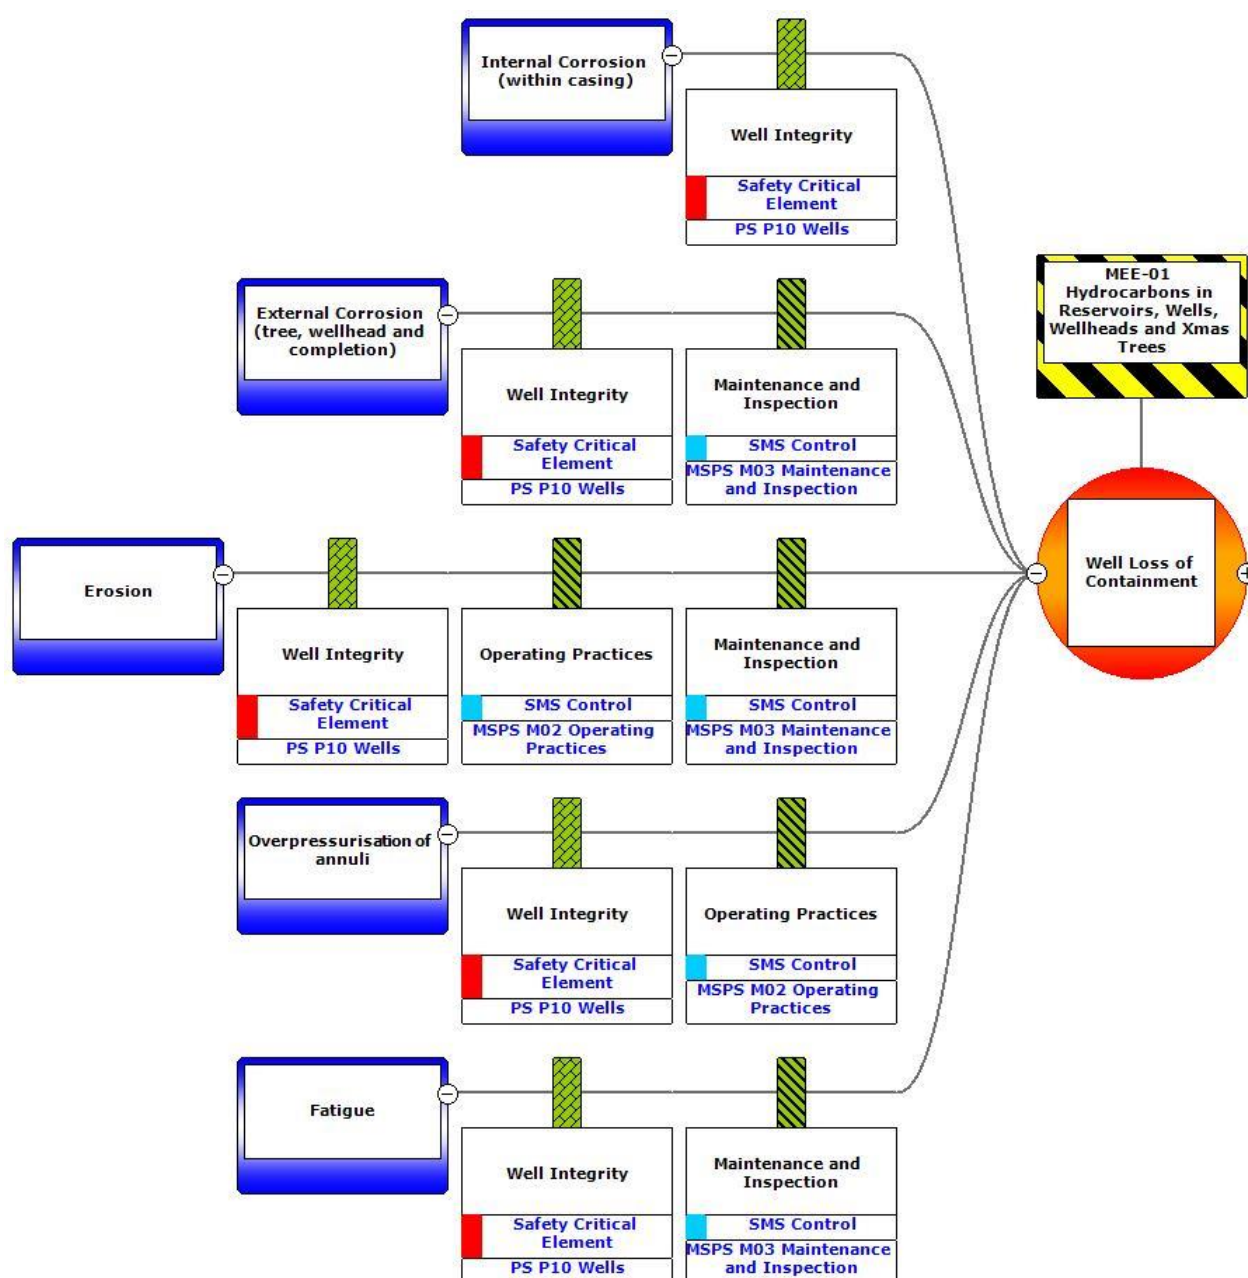 Internal Corrosion
(within casing)
Well Integrity
Safety Critical
Element
PS P10 Wells
MEE-01
Hydrocarbons in
Reservoirs, Wells,
Wellheads and Xmas
Trees
External Corrosion
(tree, wellhead and
completion)
Well Integrity
Safety Critical
Element
PS P10 Wells
Maintenance and
Inspection
SMS Control
MSPS M03 Maintenance
and Inspection
Well Loss of
Containment
Erosion
Well Integrity
Safety Critical
Element
PS P10 Wells
Operating Practices
SMS Control
MSPS M02 Operating
Practices
Maintenance and
Inspection
SMS Control
MSPS M03 Maintenance
and Inspection
Overpressurisation of
annuli
Well Integrity
Safety Critical
Element
PS P10 Wells
Operating Practices
SMS Control
MSPS M02 Operating
Practices
Fatigue
Well Integrity
Safety Critical
Element
PS P10 Wells
Maintenance and
Inspection
SMS Control
MSPS M03 Maintenance
and Inspection